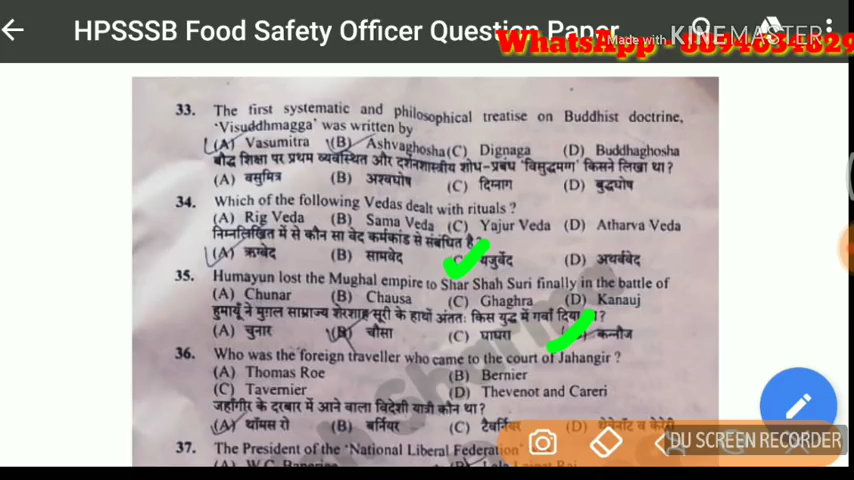 HPSSSB Food Safety Officer Question Paper
Made with KINEMASTER
WhatsApp - 8894034629
33. The first systematic and philosophical treatise on Buddhist doctrine,
'Visuddhmagga' was written by
(A) Vasumitra (B) Ashvaghosha (C) Dignaga (D) Buddhaghosha
बौद्ध शिक्षा पर प्रथम व्यवस्थित और दर्शनशास्त्रीय शोध-प्रबंध 'विसुद्धमग्ग' किसने लिखा था?
(A) वसुमित्र (B) अश्वघोष (C) दिग्नाग (D) बुद्धघोष
34. Which of the following Vedas dealt with rituals ?
(A) Rig Veda (B) Sama Veda (C) Yajur Veda (D) Atharva Veda
निम्नलिखित में से कौन सा वेद कर्मकांड से संबंधित है?
(A) ऋग्वेद (B) सामवेद (C) यजुर्वेद (D) अथर्ववेद
35. Humayun lost the Mughal empire to Shar Shah Suri finally in the battle of
(A) Chunar (B) Chausa (C) Ghaghra (D) Kanauj
हुमायूँ ने मुगल साम्राज्य शेरशाह सूरी के हाथों अंततः किस युद्ध में गवाँ दिया था?
(A) चुनार (B) चौसा (C) घाघरा कन्नौज
36. Who was the foreign traveller who came to the court of Jahangir ?
(A) Thomas Roe (B) Bernier
(C) Tavernier (D) Thevenot and Careri
जहाँगीर के दरबार में आने वाला विदेशी यात्री कौन था?
(A) थॉमस रो (B) बर्नियर (C) टैवर्नियर (D) थेवेनॉट व केरेरी
37. The President of the 'National Liberal Federation'
DU SCREEN RECORDER